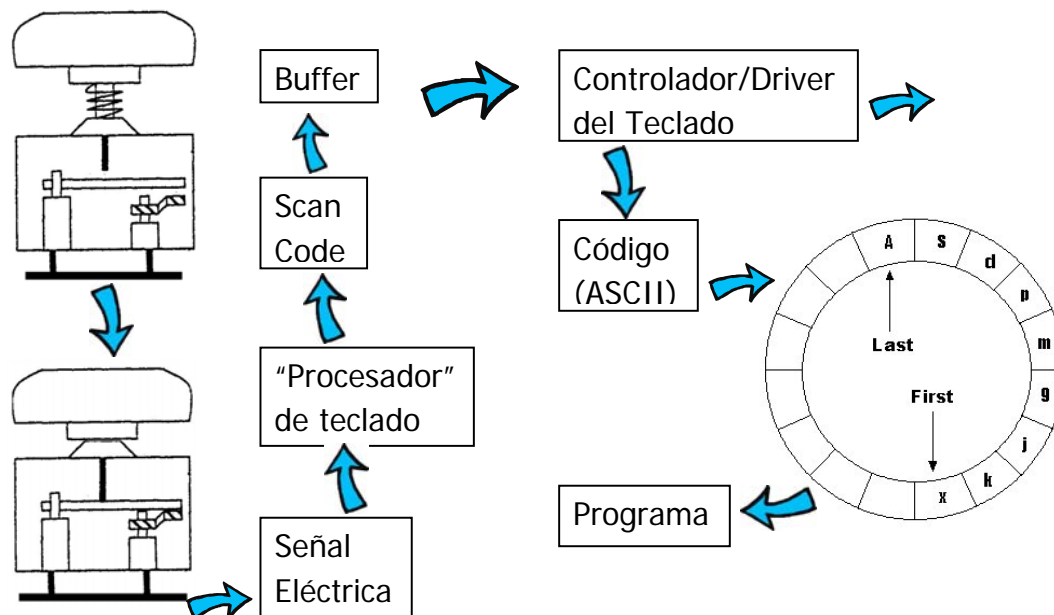 Buffer
Controlador/Driver
del Teclado
Scan
Code
Código
(ASCII)
"Procesador"
de teclado
Señal
Eléctrica
A
S
d
p
m
g
j
k
x
Last
First
Programa